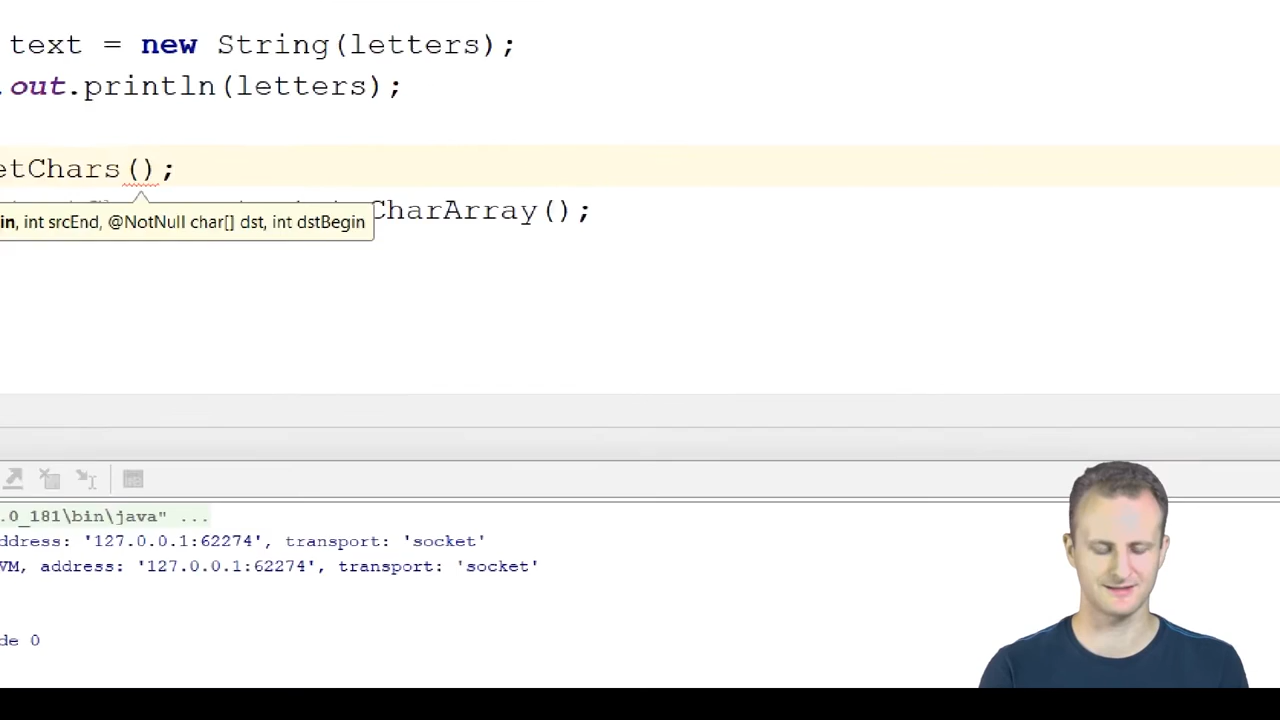 text = new String(letters);
.out.println(letters);
etChars();
CharArray();
in, int srcEnd, @NotNull char[] dst, int dstBegin
.0_181\bin\java" ...
ddress: '127.0.0.1:62274', transport: 'socket'
VM, address: '127.0.0.1:62274', transport: 'socket'
de 0